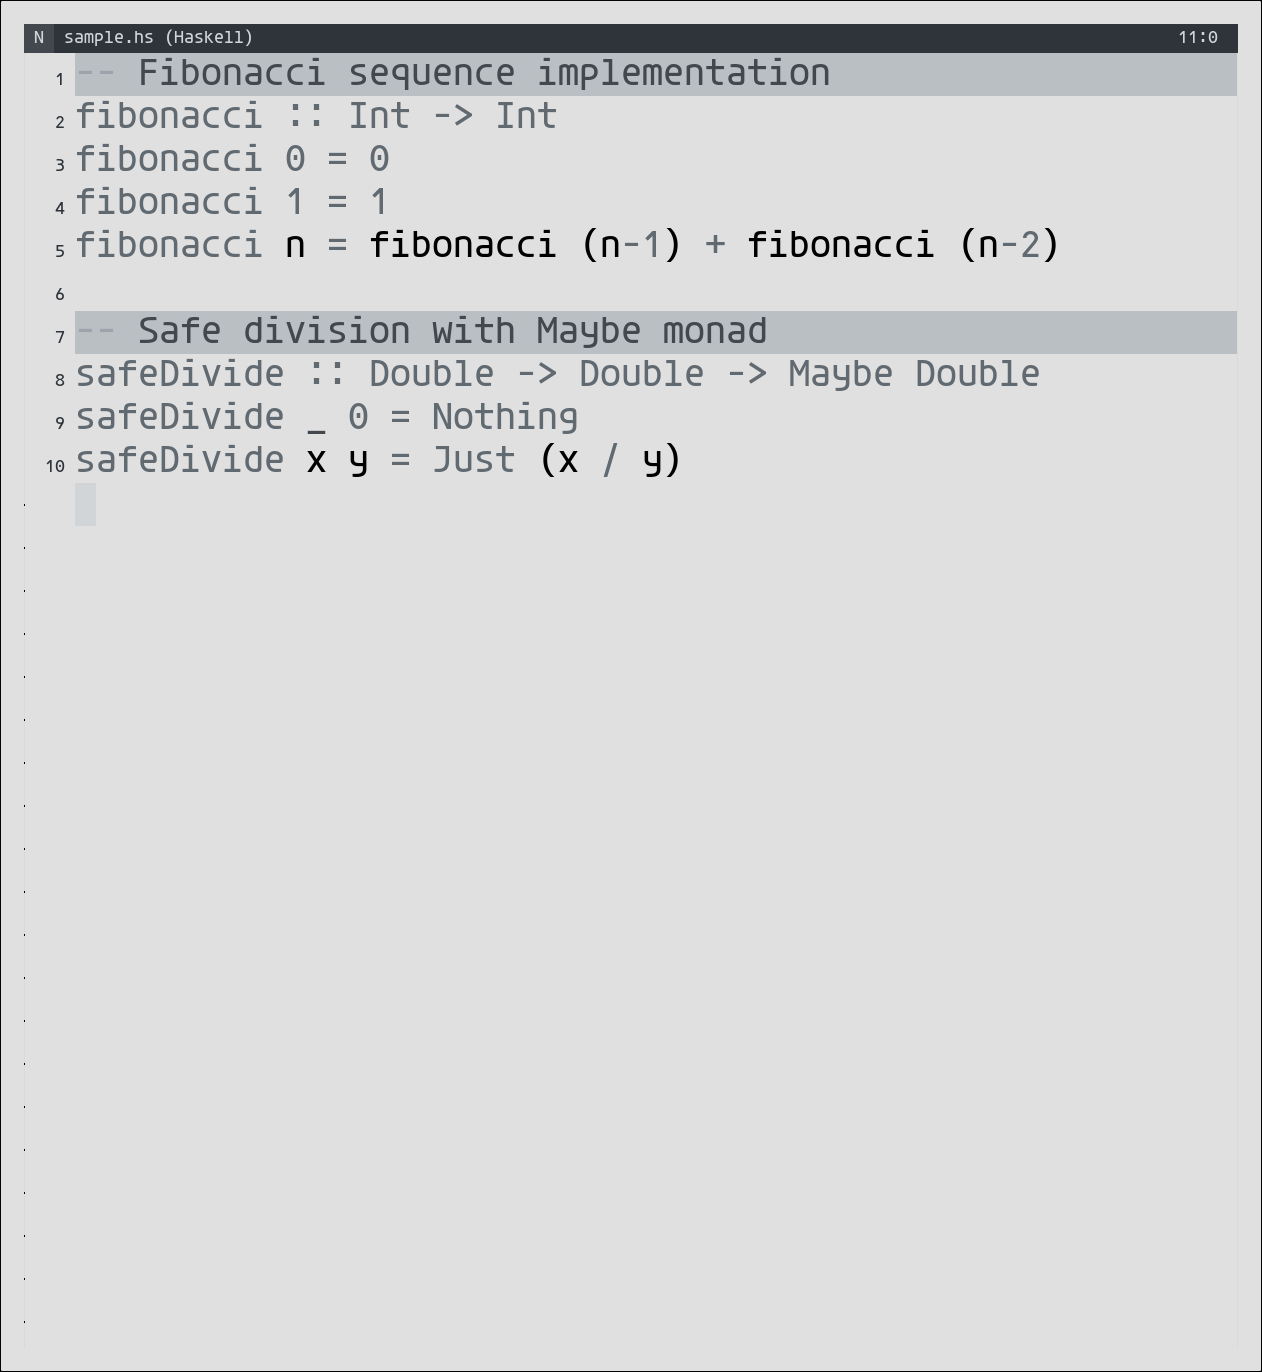 N sample.hs (Haskell) 11:0
1 -- Fibonacci sequence implementation
2 fibonacci :: Int -> Int
3 fibonacci 0 = 0
4 fibonacci 1 = 1
5 fibonacci n = fibonacci (n-1) + fibonacci (n-2)
6
7 -- Safe division with Maybe monad
8 safeDivide :: Double -> Double -> Maybe Double
9 safeDivide _ 0 = Nothing
10 safeDivide x y = Just (x / y)